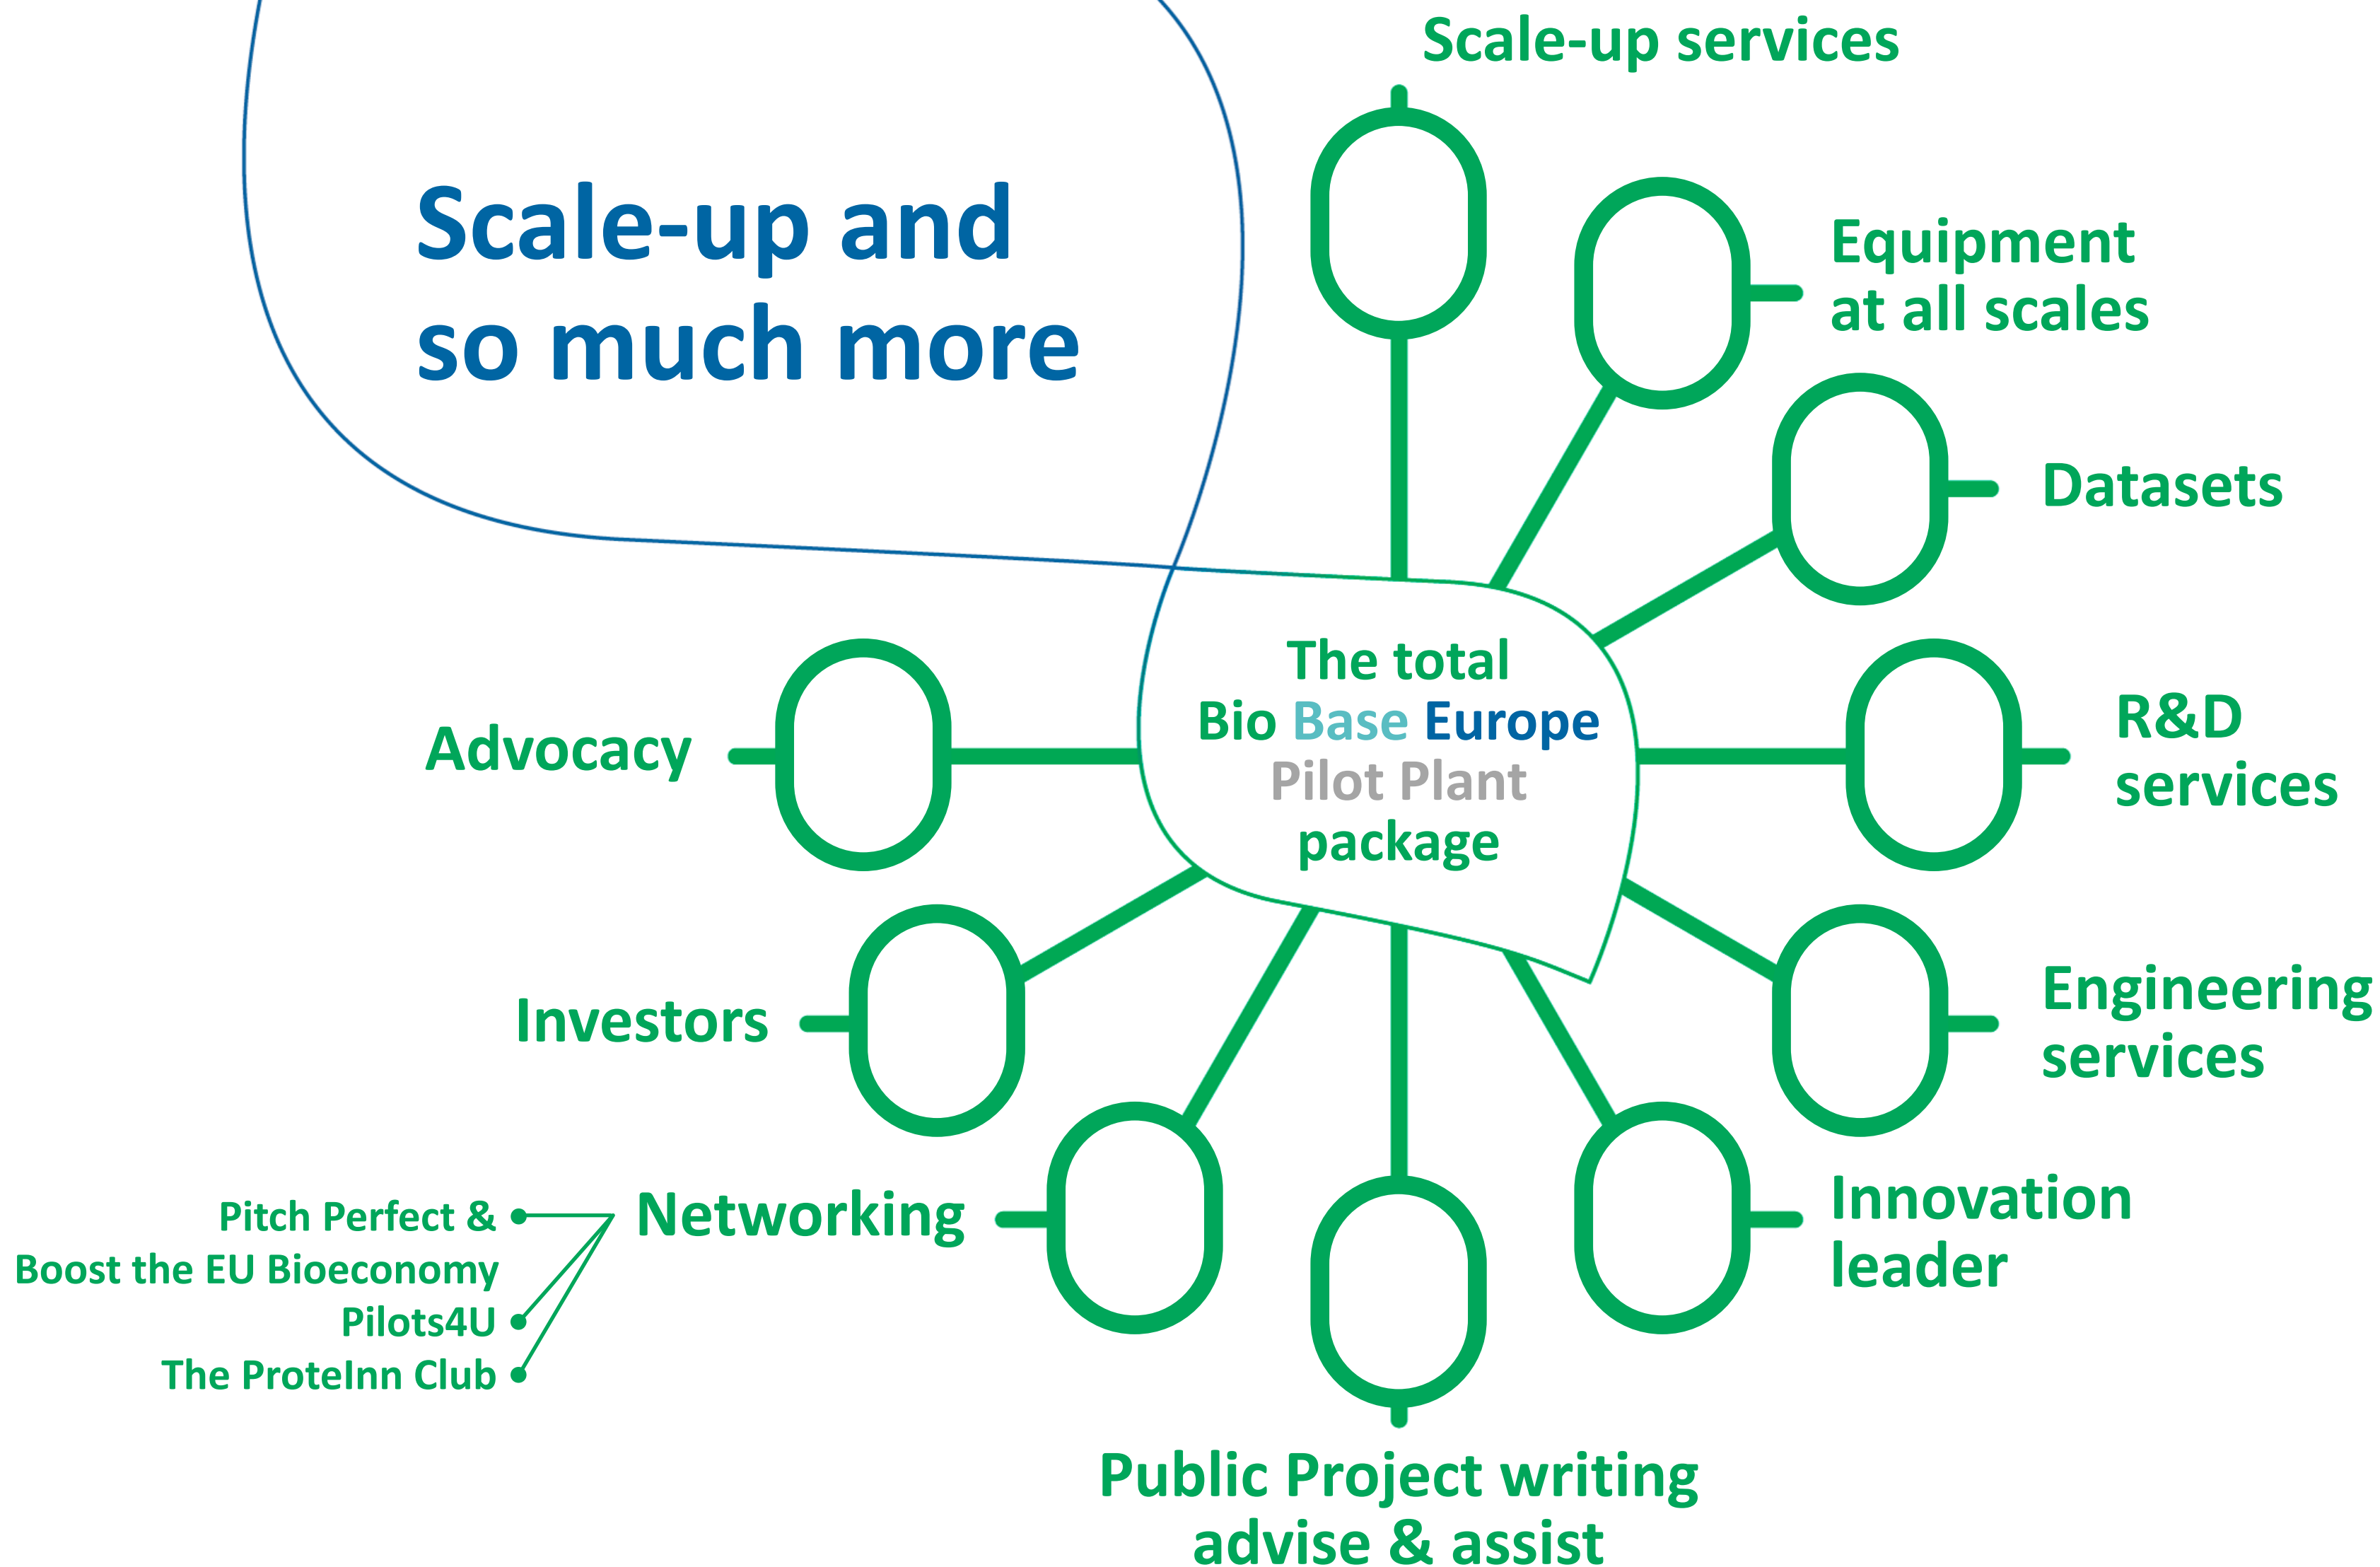 Scale-up and
so much more
Scale-up services
Equipment
at all scales
Datasets
R&D
services
Engineering
services
Innovation
leader
Public Project writing
advise & assist
Networking
Pitch Perfect &
Boost the EU Bioeconomy
Pilots4U
The ProteInn Club
Investors
Advocacy
The total
Bio Base Europe
Pilot Plant
package